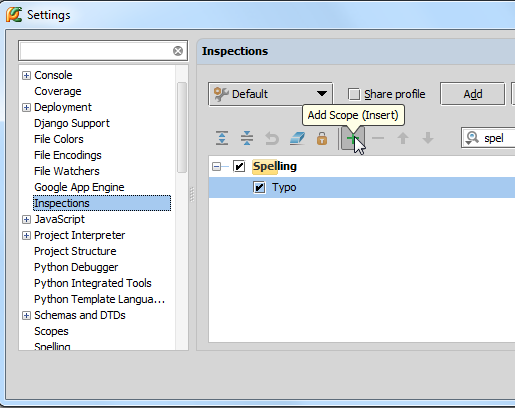 Settings
Inspections
Console
Coverage
Deployment
Django Support
File Colors
File Encodings
File Watchers
Google App Engine
Inspections
JavaScript
Project Interpreter
Project Structure
Python Debugger
Python Integrated Tools
Python Template Langua...
Schemas and DTDs
Scopes
Spelling
Default
Share profile
Add
Add Scope (Insert)
spel
Spelling
Typo